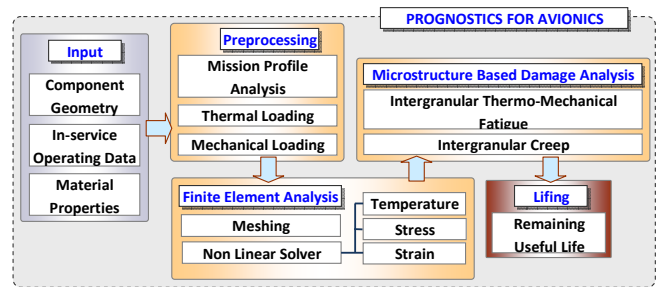 PROGNOSTICS FOR AVIONICS
Input
Component
Geometry
In-service
Operating Data
Material
Properties
Preprocessing
Mission Profile
Analysis
Thermal Loading
Mechanical Loading
Finite Element Analysis
Meshing
Non Linear Solver
Temperature
Stress
Strain
Microstructure Based Damage Analysis
Intergranular Thermo-Mechanical
Fatigue
Intergranular Creep
Lifing
Remaining
Useful Life